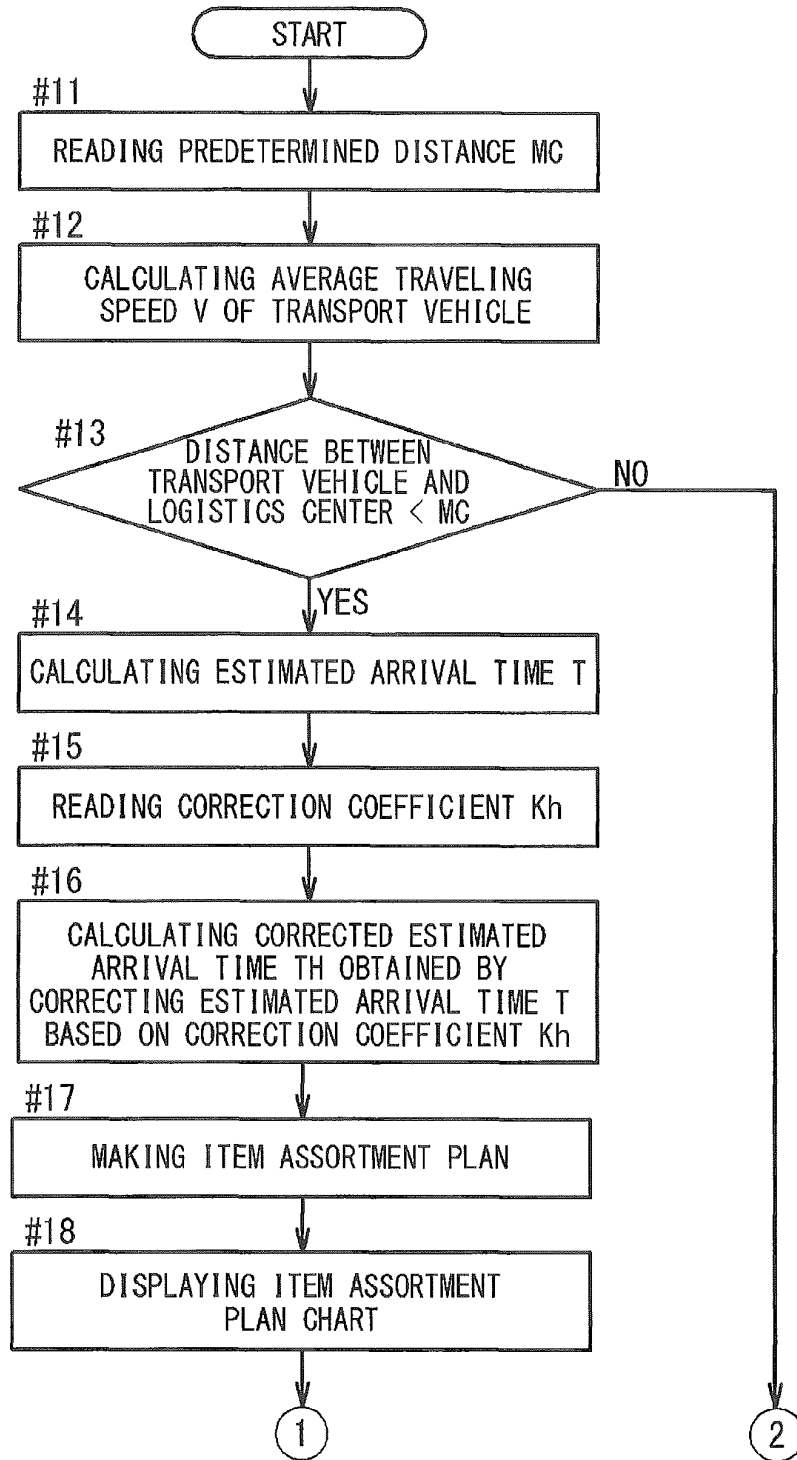 START
#11
READING PREDETERMINED DISTANCE MC
#12
CALCULATING AVERAGE TRAVELING
SPEED V OF TRANSPORT VEHICLE
#13
DISTANCE BETWEEN
TRANSPORT VEHICLE AND
LOGISTICS CENTER < MC
NO
YES
#14
CALCULATING ESTIMATED ARRIVAL TIME T
#15
READING CORRECTION COEFFICIENT Kh
#16
CALCULATING CORRECTED ESTIMATED
ARRIVAL TIME TH OBTAINED BY
CORRECTING ESTIMATED ARRIVAL TIME T
BASED ON CORRECTION COEFFICIENT Kh
#17
MAKING ITEM ASSORTMENT PLAN
#18
DISPLAYING ITEM ASSORTMENT
PLAN CHART
1
2